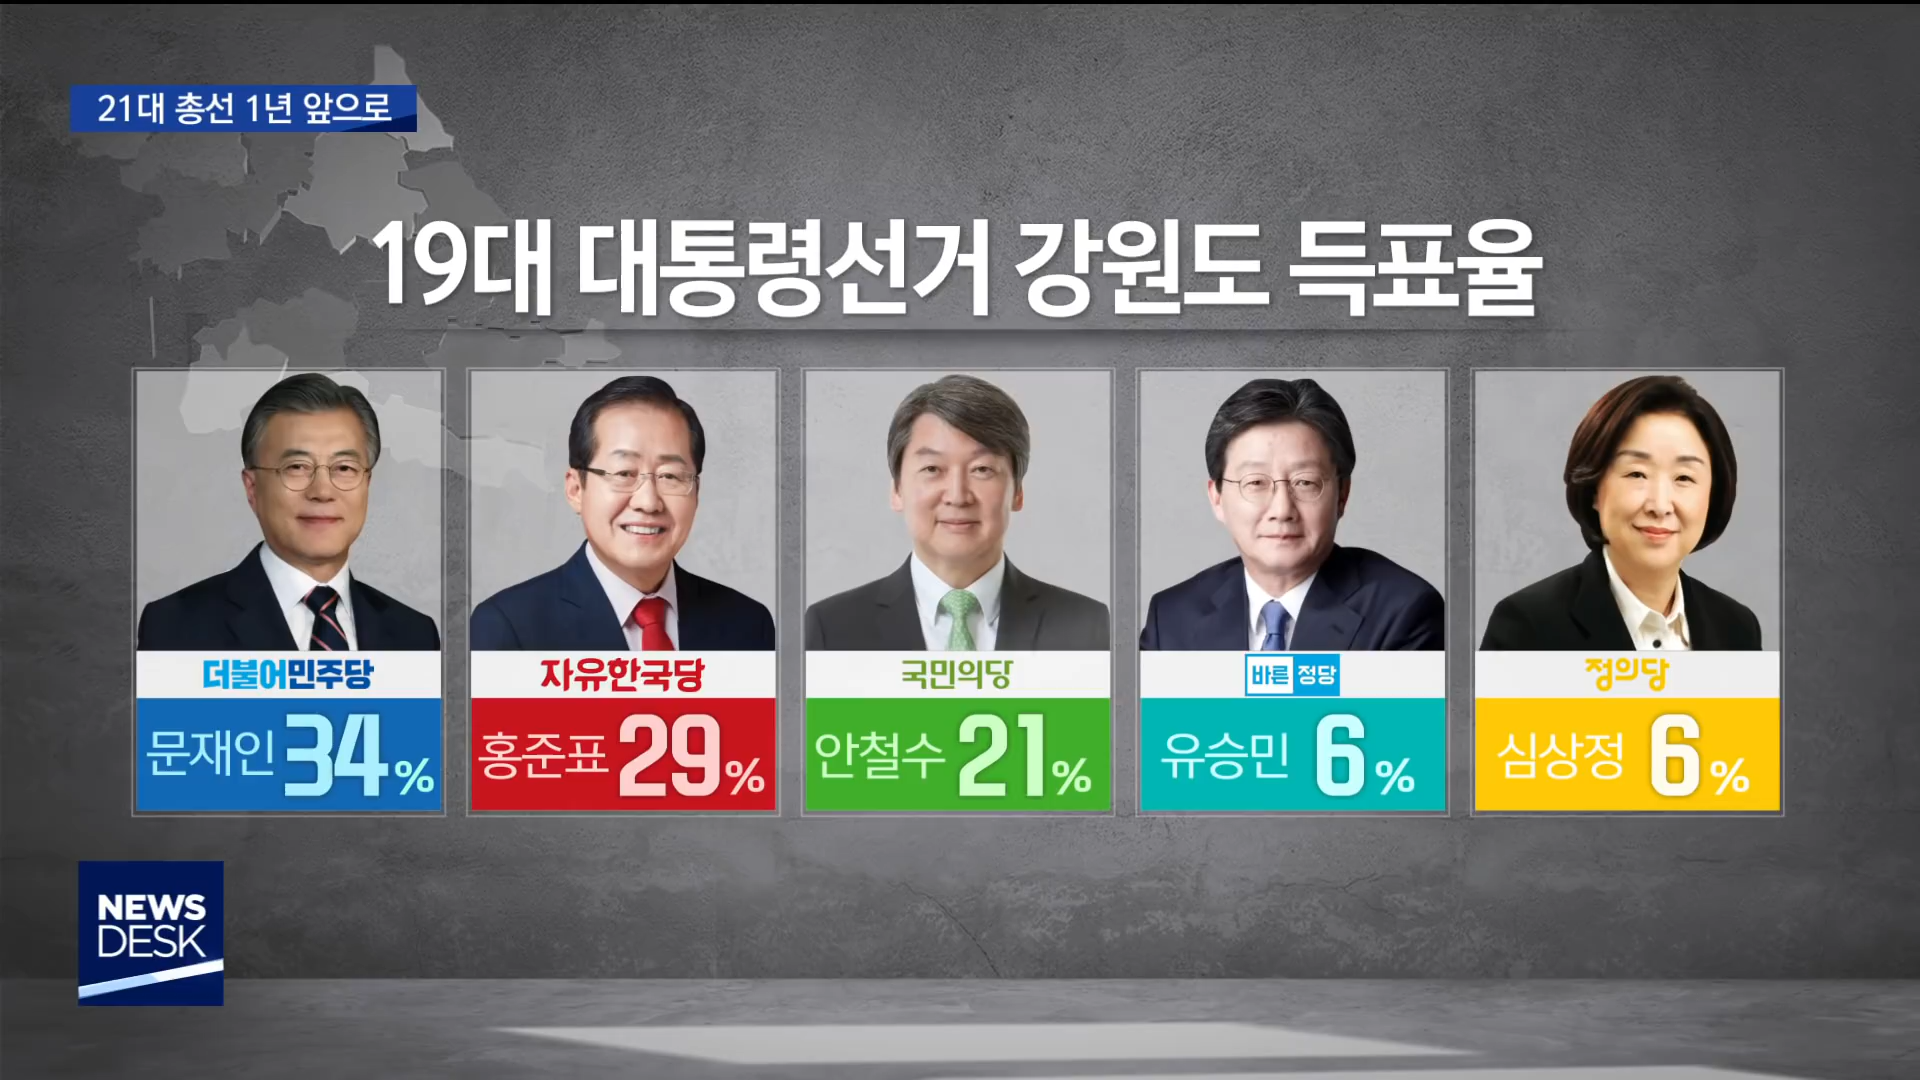 21대 총선 1년 앞으로
19대 대통령선거 강원도 득표율
더불어민주당
문재인 34%
자유한국당
홍준표 29%
국민의당
안철수 21%
바른정당
유승민 6%
정의당
심상정 6%
NEWS
DESK